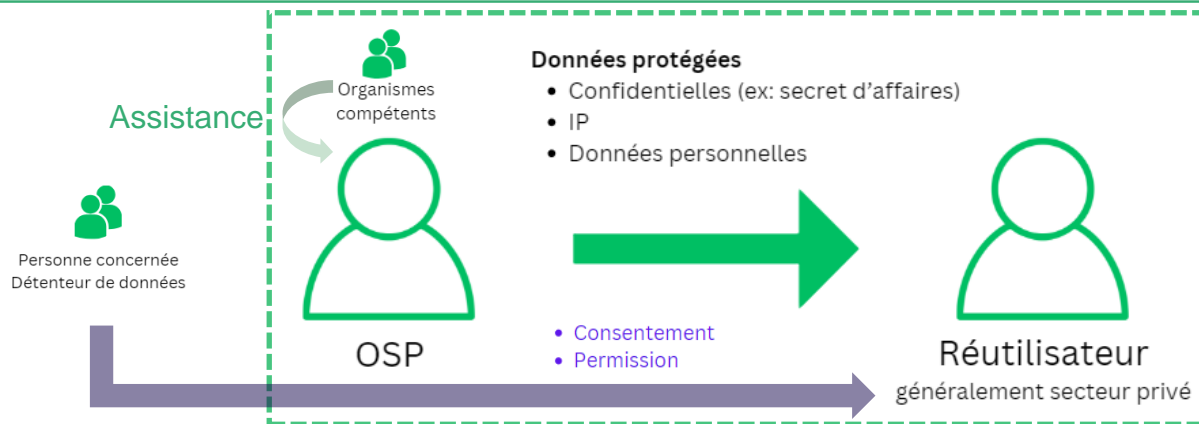 Assistance
Organismes
compétents
Données protégées
• Confidentielles (ex: secret d'affaires)
• IP
• Données personnelles
Personne concernée
Détenteur de données
• Consentement
• Permission
OSP
Réutilisateur
généralement secteur privé